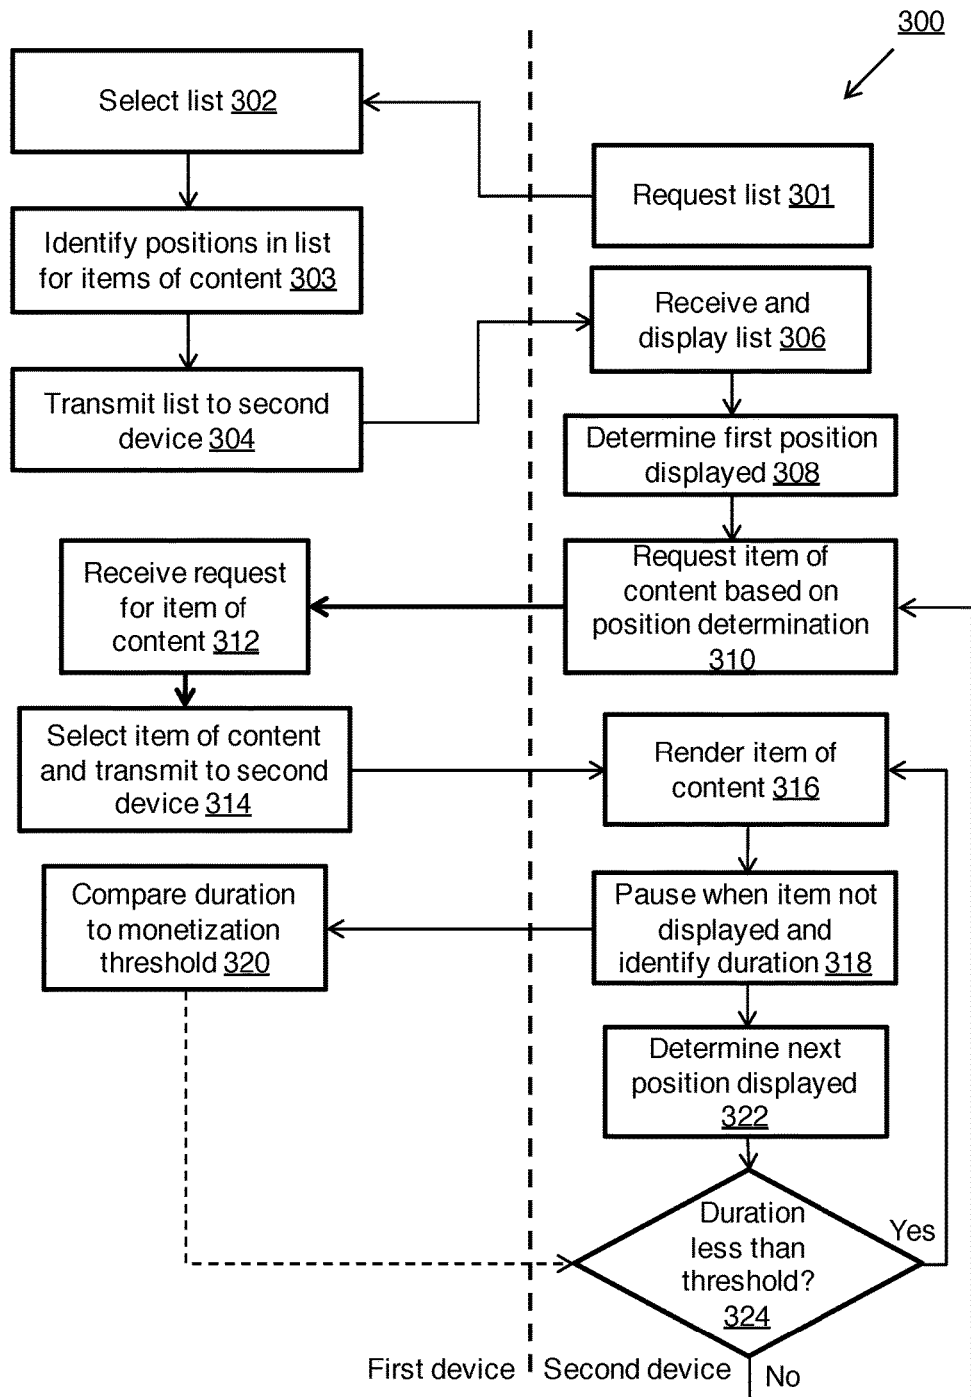 300
Select list 302
Request list 301
Identify positions in list
for items of content 303
Receive and
display list 306
Transmit list to second
device 304
Determine first position
displayed 308
Request item of
content based on
position determination
310
Receive request
for item of
content 312
Select item of content
and transmit to second
device 314
Render item of
content 316
Compare duration
to monetization
threshold 320
Pause when item not
displayed and
identify duration 318
Determine next
position displayed
322
Duration
less than
threshold?
324
Yes
First device
Second device
No